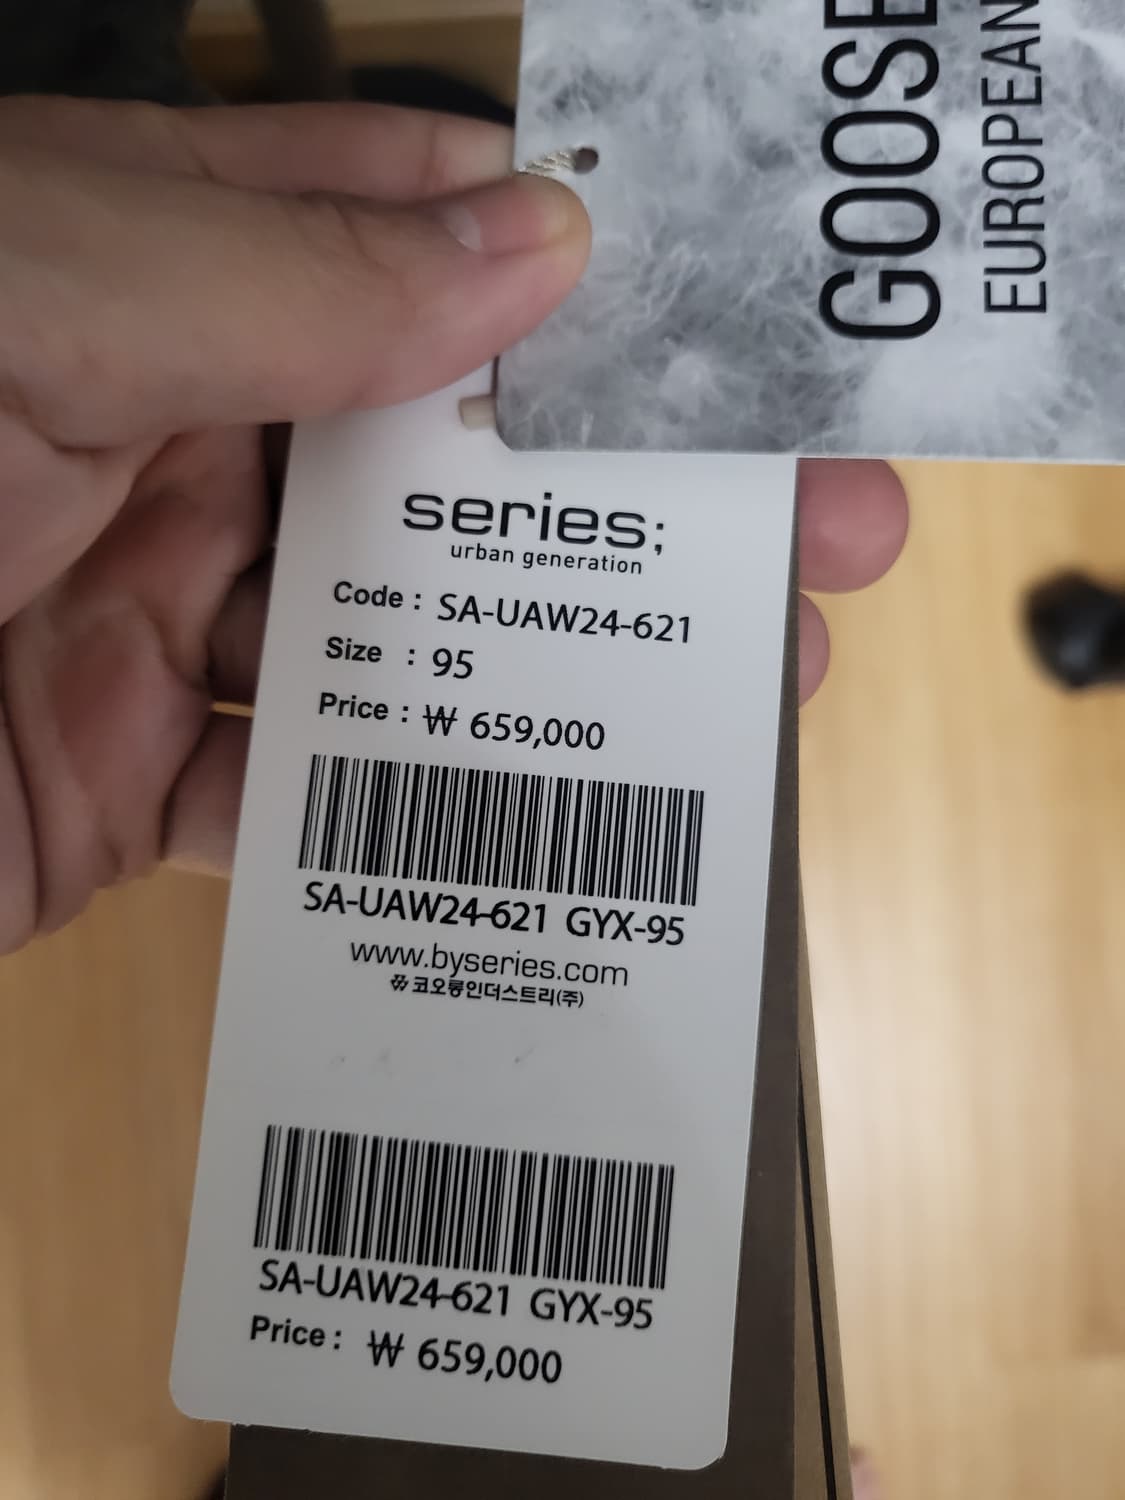 GOOSE
EUROPEAN
series;
urban generation
Code : SA-UAW24-621
Size : 95
Price : ₩ 659,000
SA-UAW24-621 GYX-95
www.byseries.com
코오롱인더스트리(주)
SA-UAW24-621 GYX-95
Price : ₩ 659,000